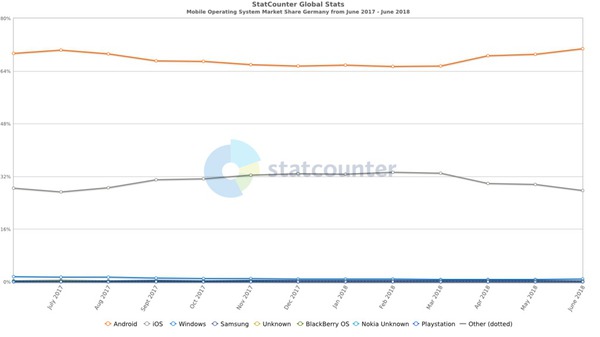 StatCounter Global Stats
Mobile Operating System Market Share Germany from June 2017 - June 2018
80%
64%
48%
32%
16%
0%
statcounter
July 2017
Aug 2017
Sept 2017
Oct 2017
Nov 2017
Dec 2017
Jan 2018
Feb 2018
Mar 2018
Apr 2018
May 2018
June 2018
Android iOS Windows Samsung Unknown BlackBerry OS Nokia Unknown Playstation Other (dotted)